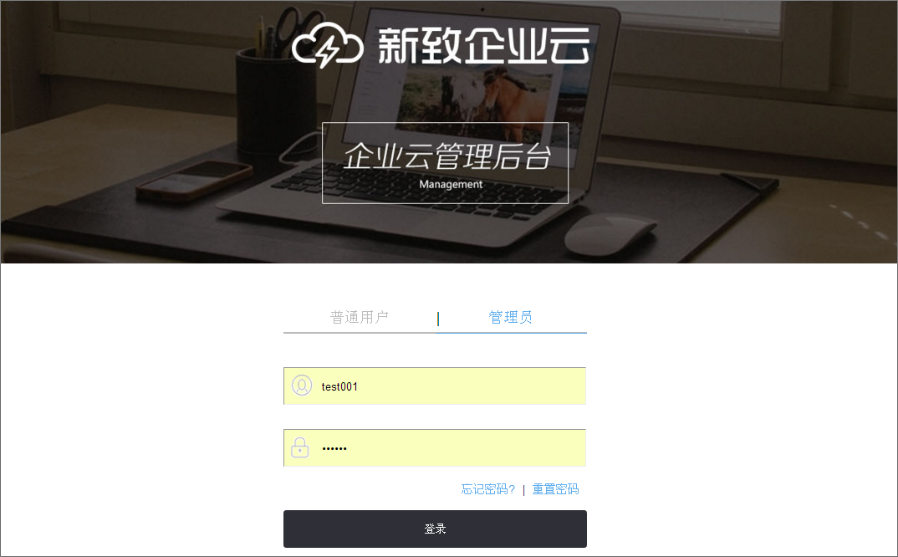 新致企业云
企业云管理后台
Management
普通用户 | 管理员
test001
••••••
忘记密码? | 重置密码
登录